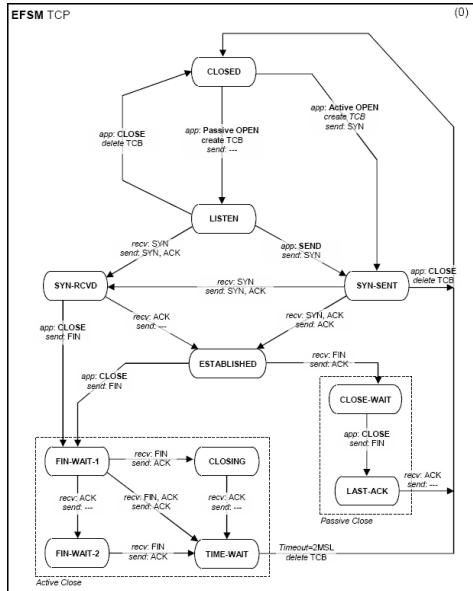 EFSM TCP
(0)
CLOSED
app: CLOSE
delete TCB
app: Passive OPEN
create TCB
send: ---
app: Active OPEN
create TCB
send: SYN
LISTEN
recv: SYN
send: SYN, ACK
app: SEND
send: SYN
SYN-RCVD
recv: SYN
send: SYN, ACK
SYN-SENT
app: CLOSE
delete TCB
app: CLOSE
send: FIN
recv: ACK
send: ---
recv: SYN, ACK
send: ACK
ESTABLISHED
app: CLOSE
send: FIN
recv: FIN
send: ACK
CLOSE-WAIT
app: CLOSE
send: FIN
FIN-WAIT-1
recv: FIN
send: ACK
CLOSING
LAST-ACK
recv: ACK
send: ---
recv: ACK
send: ---
recv: FIN, ACK
send: ACK
recv: ACK
send: ---
Passive Close
FIN-WAIT-2
recv: FIN
send: ACK
TIME-WAIT
Timeout=2MSL
delete TCB
Active Close